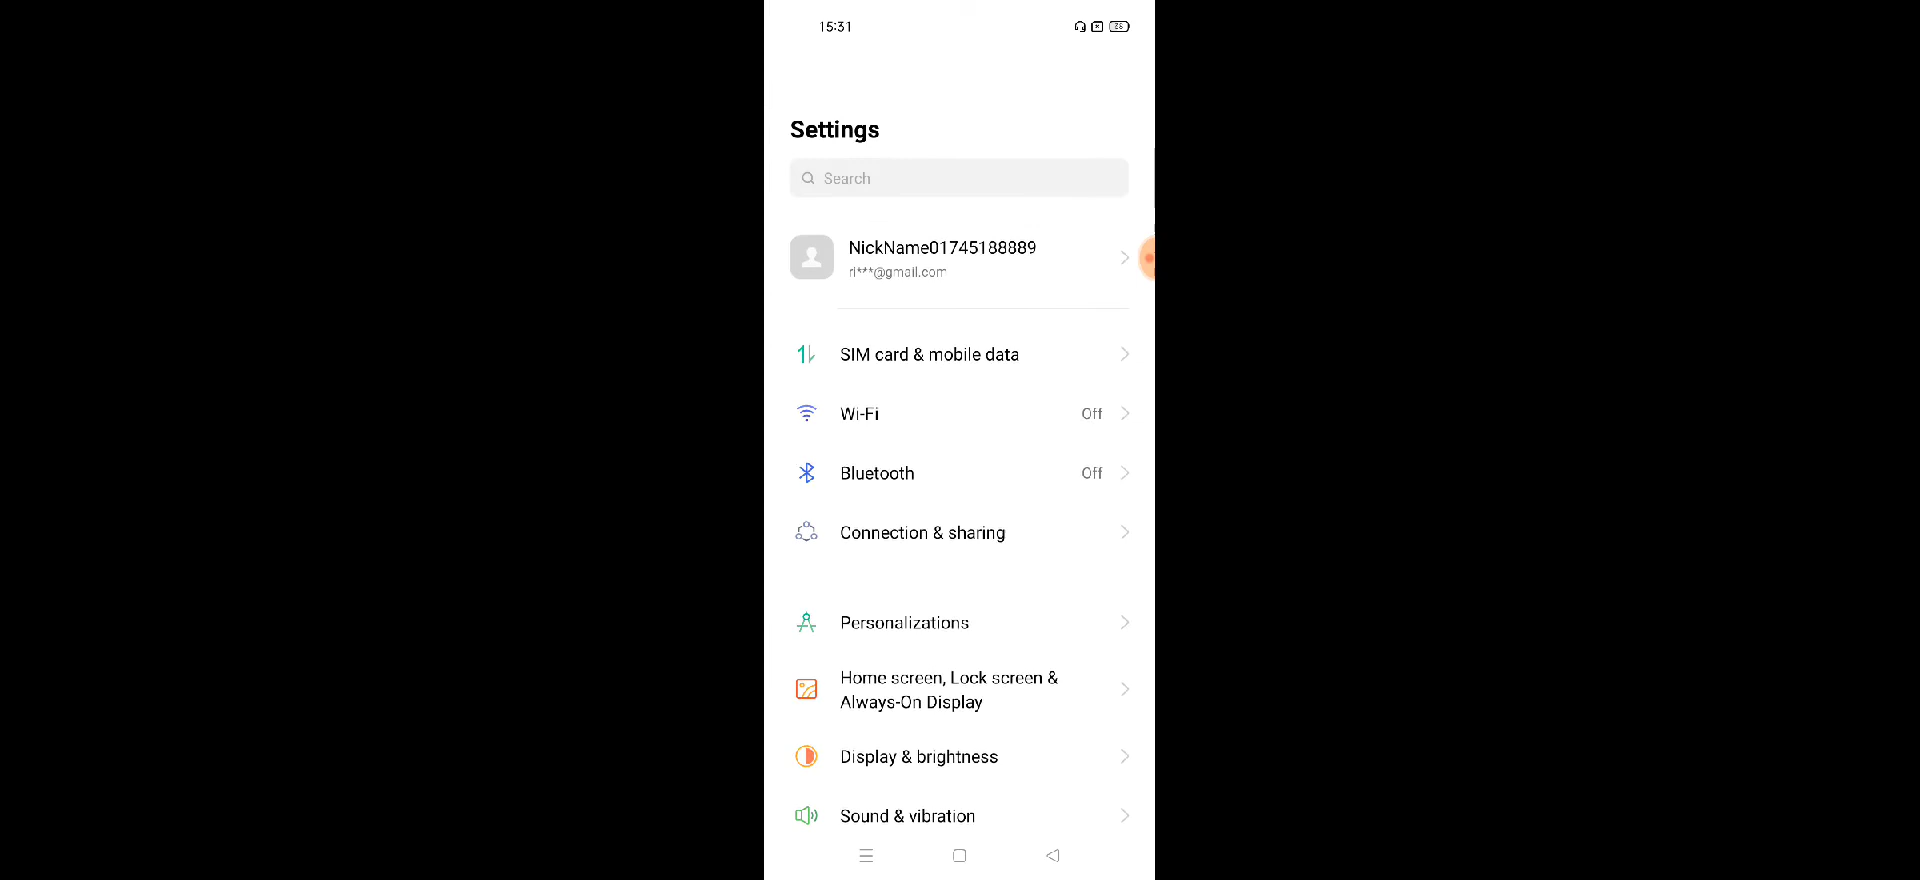 15:31
Settings
Search
NickName01745188889
ri***@gmail.com
SIM card & mobile data
Wi-Fi
Off
Bluetooth
Off
Connection & sharing
Personalizations
Home screen, Lock screen &
Always-On Display
Display & brightness
Sound & vibration